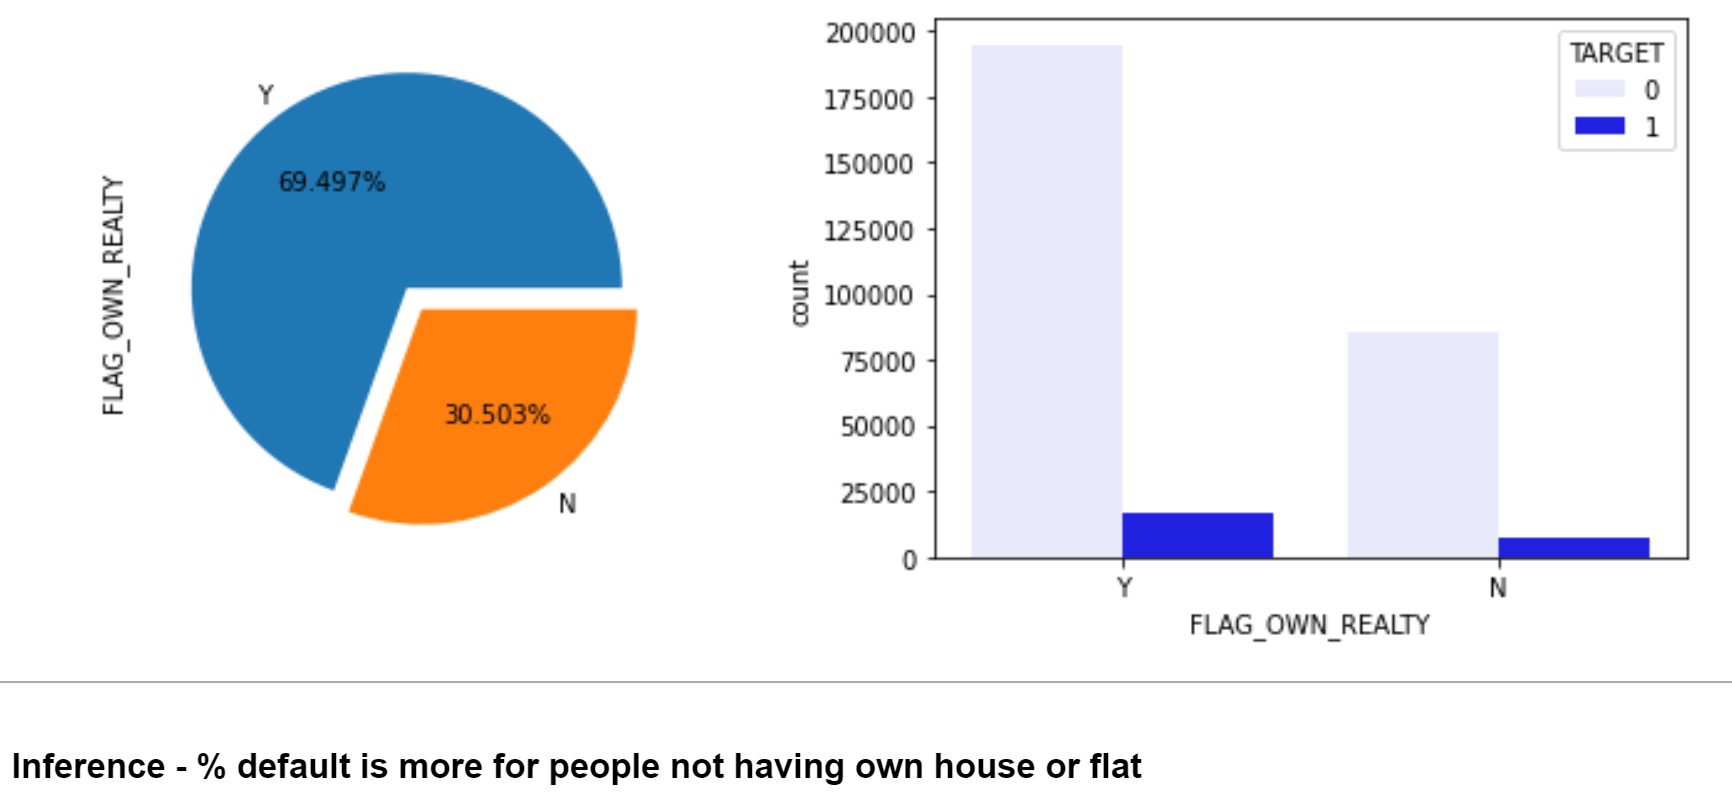 FLAG_OWN_REALTY
Y
69.497%
30.503%
N
count
200000
175000
150000
125000
100000
75000
50000
25000
0
TARGET
0
1
Y
N
FLAG_OWN_REALTY
Inference - % default is more for people not having own house or flat